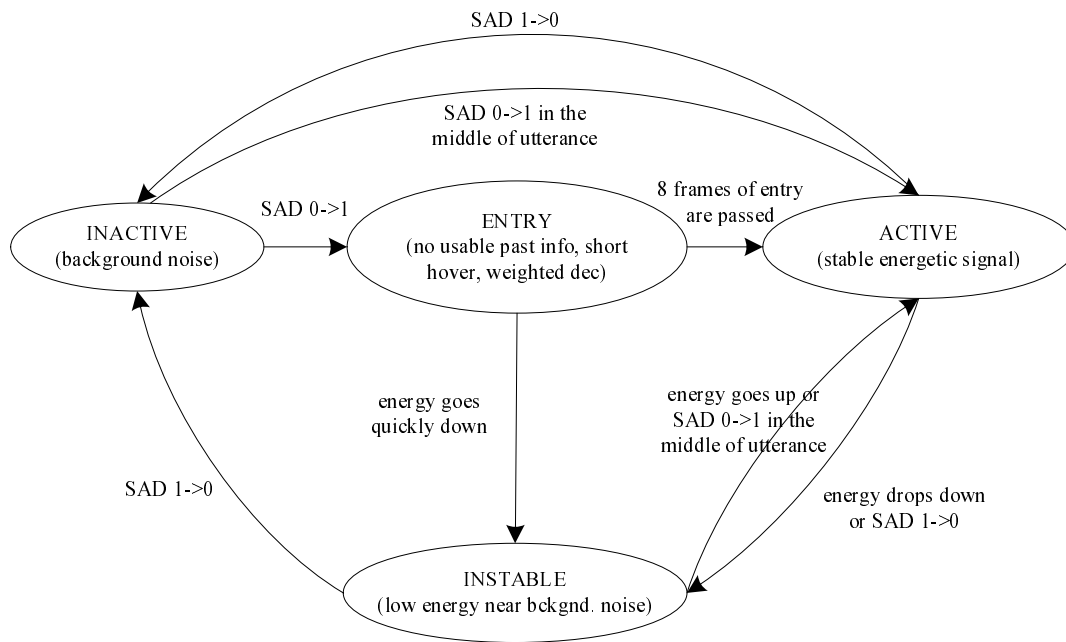 SAD 1->0
SAD 0->1 in the
middle of utterance
SAD 0->1
8 frames of entry
are passed
INACTIVE
(background noise)
ENTRY
(no usable past info, short
hover, weighted dec)
ACTIVE
(stable energetic signal)
energy goes
quickly down
energy goes up or
SAD 0->1 in the
middle of utterance
SAD 1->0
energy drops down
or SAD 1->0
INSTABLE
(low energy near bckgnd. noise)